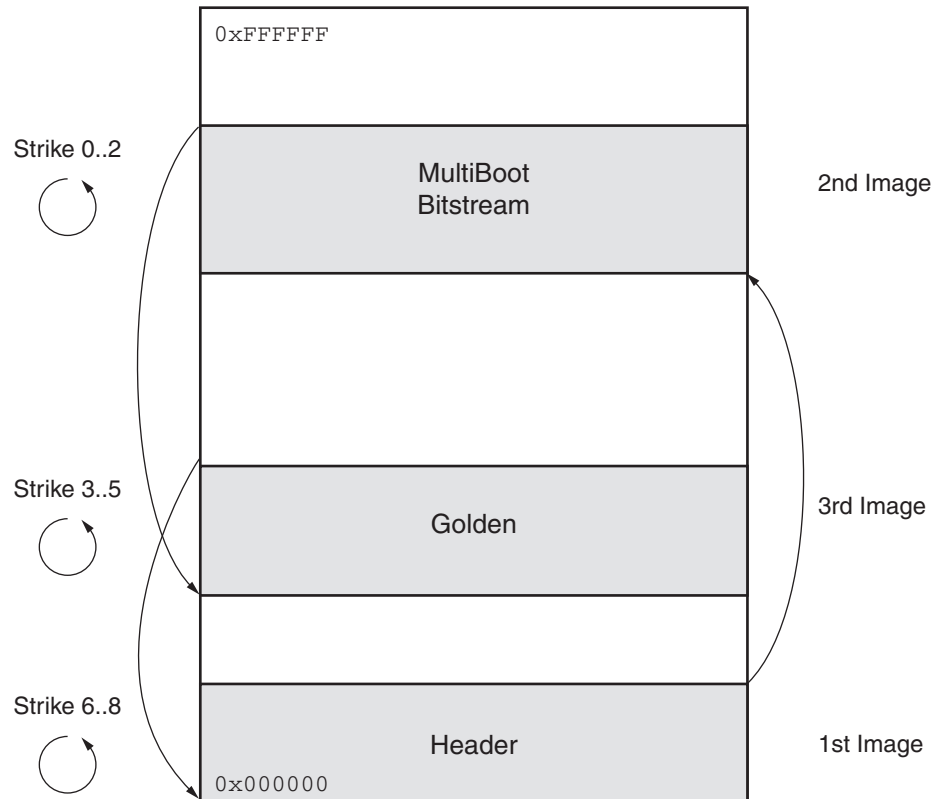 0xFFFFFF
Strike 0..2
MultiBoot
Bitstream
2nd Image
Strike 3..5
Golden
3rd Image
Strike 6..8
Header
1st Image
0x000000